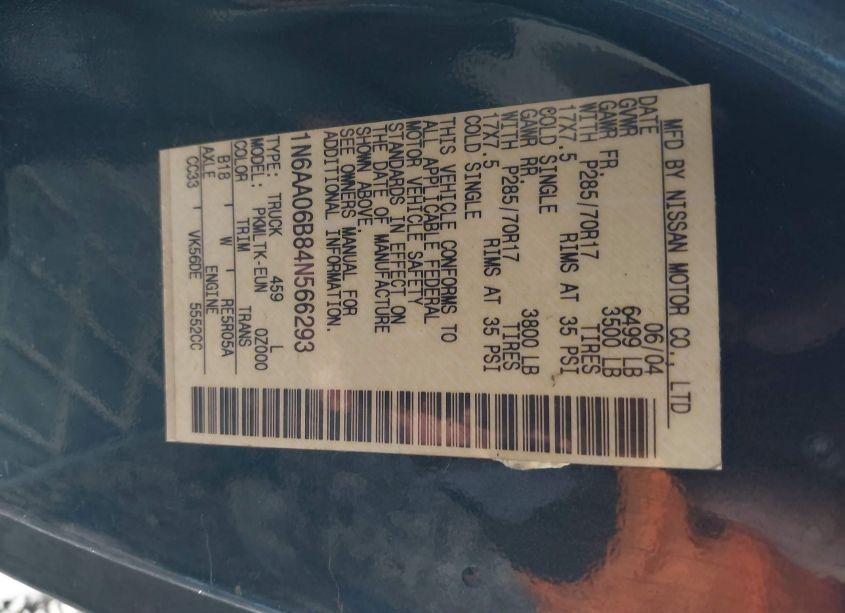 MFD BY NISSAN MOTOR CO., LTD
DATE 06/04
GVWR 6499 LB
GAWR FR. 3500 LB
WITH P285/70R17 TIRES
17X7.5 RIMS AT 35 PSI
COLD SINGLE
GAWR RR. 3800 LB
WITH P285/70R17 TIRES
17X7.5 RIMS AT 35 PSI
COLD SINGLE
THIS VEHICLE CONFORMS TO
ALL APPLICABLE FEDERAL
MOTOR VEHICLE SAFETY
STANDARDS IN EFFECT ON
THE DATE OF MANUFACTURE
SHOWN ABOVE.
SEE OWNERS MANUAL FOR
ADDITIONAL INFORMATION.
1N6AA06B84N566293
TYPE: TRUCK 459 L
MODEL: PKMLTK-EUN 0Z000
COLOR TRIM TRANS
B18 W RE5R05A
AXLE ENGINE
CC33 VK56DE 5552CC